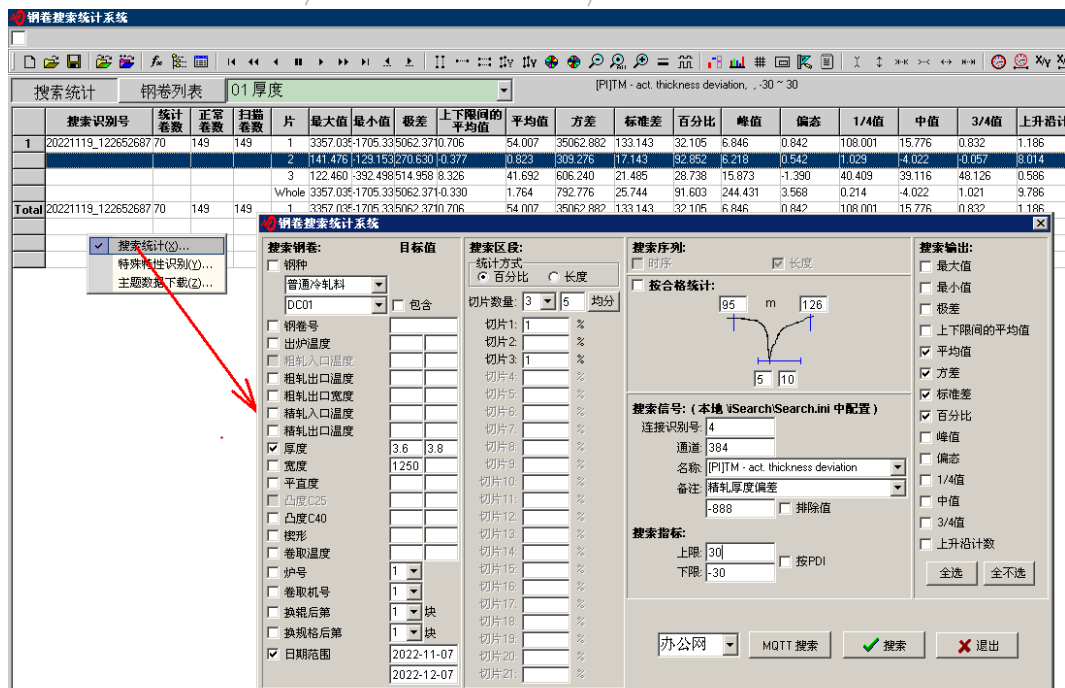 钢卷搜索统计系统
搜索统计 钢卷列表 01 厚度 [PI]TM - act. thickness deviation, , -30 ~ 30
搜索识别号 统计卷数 正常卷数 扫描卷数 片 最大值 最小值 极差 上下限间的平均值 平均值 方差 标准差 百分比 峰值 偏态 1/4值 中值 3/4值 上升沿计
1 20221119_122652687 70 149 149 1 3357.035 -1705.33 5062.371 0.706 54.007 35062.882 133.143 32.105 6.846 0.842 108.001 15.776 0.832 1.186
2 141.476 -129.153 270.630 -0.377 0.823 309.276 17.143 92.852 6.218 0.542 1.029 -4.022 -0.057 8.014
3 122.460 -392.498 514.958 8.326 41.692 606.240 21.485 28.738 15.873 -1.390 40.409 39.116 48.126 0.586
Whole 3357.035 -1705.33 5062.371 -0.330 1.764 792.776 25.744 91.603 244.431 3.568 0.214 -4.022 1.021 9.786
Total 20221119_122652687 70 149 149 1 3357.035 -1705.33 5062.371 0.706 54.007 35062.882 133.143 32.105 6.846 0.842 108.001 15.776 0.832 1.186
搜索统计(X)...
特殊特性识别(Y)...
主题数据下载(Z)...
钢卷搜索统计系统
搜索钢卷: 目标值
钢种
普通冷轧料
DC01 包含
钢卷号
出炉温度
粗轧入口温度
粗轧出口温度
粗轧出口宽度
精轧入口温度
精轧出口温度
厚度 3.6 3.8
宽度 1250
平直度
凸度C25
凸度C40
楔形
卷取温度
炉号 1
卷取机号 1
换辊后第 1 块
换规格后第 1 块
日期范围 2022-11-07
2022-12-07
搜索区段:
统计方式
百分比 长度
切片数量: 3 5 均分
切片1: 1 %
切片2: %
切片3: 1 %
切片4: %
切片5: %
切片6: %
切片7: %
切片8: %
切片9: %
切片10: %
切片11: %
切片12: %
切片13: %
切片14: %
切片15: %
切片16: %
切片17: %
切片18: %
切片19: %
切片20: %
切片21: %
搜索序列:
时序 长度
按合格统计:
95 m 126
5 10
搜索信号: ( 本地 \iSearch\Search.ini 中配置 )
连接识别号: 4
通道: 384
名称: [PI]TM - act. thickness deviation
备注: 精轧厚度偏差
-888 排除值
搜索指标:
上限: 30
下限: -30
按PDI
搜索输出:
最大值
最小值
极差
上下限间的平均值
平均值
方差
标准差
百分比
峰值
偏态
1/4值
中值
3/4值
上升沿计数
全选 全不选
办公网 MQTT 搜索 搜索 退出